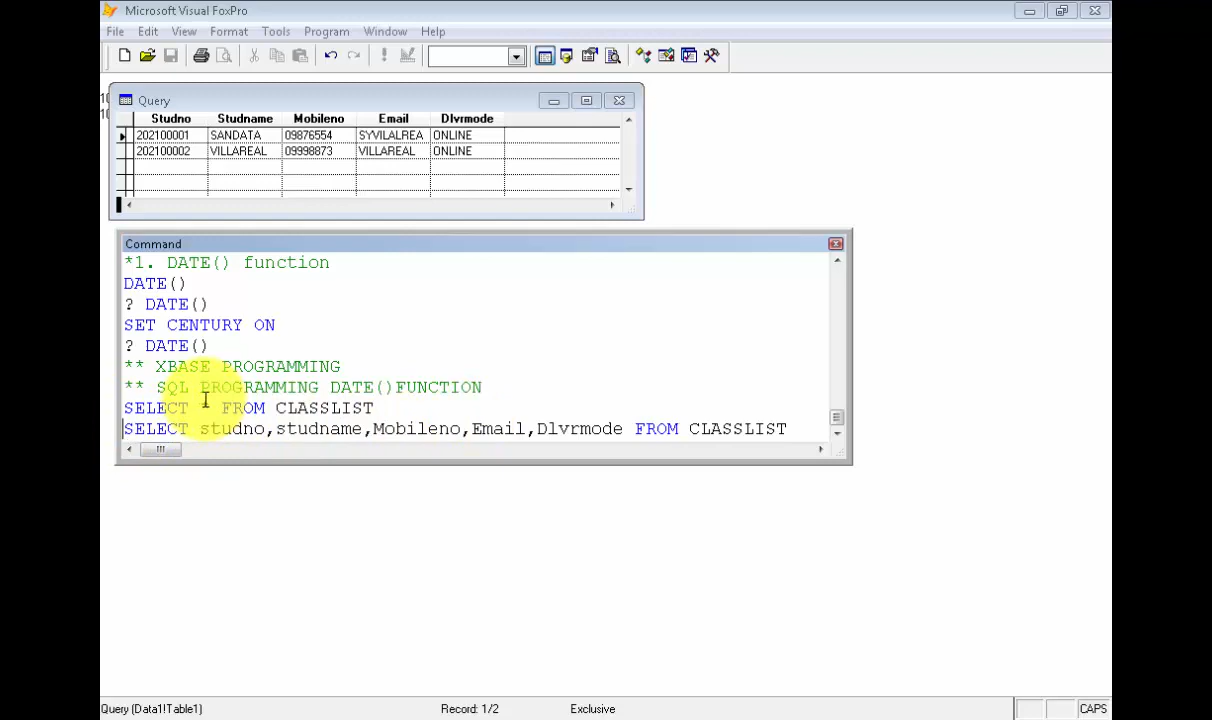 Microsoft Visual FoxPro
File Edit View Format Tools Program Window Help
Query
Studno Studname Mobileno Email Dlvrmode
202100001 SANDATA 09876554 SYVILALREA ONLINE
202100002 VILLAREAL 09998873 VILLAREAL ONLINE
Command
*1. DATE() function
DATE()
? DATE()
SET CENTURY ON
? DATE()
** XBASE PROGRAMMING
** SQL PROGRAMMING DATE()FUNCTION
SELECT FROM CLASSLIST
SELECT studno,studname,Mobileno,Email,Dlvrmode FROM CLASSLIST
Query (Data1!Table1) Record: 1/2 Exclusive CAPS